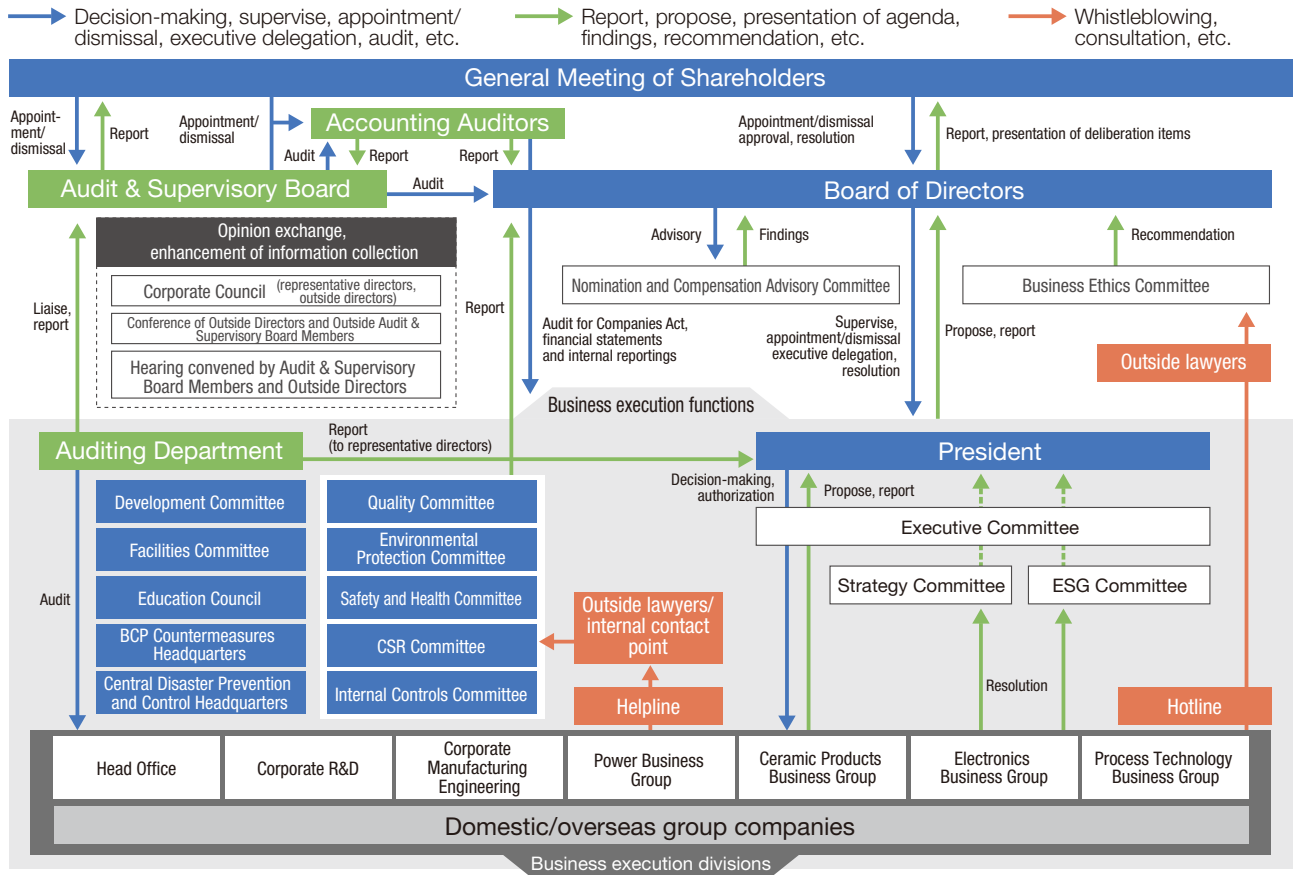 Decision-making, supervise, appointment/
dismissal, executive delegation, audit, etc.
Report, propose, presentation of agenda,
findings, recommendation, etc.
Whistleblowing,
consultation, etc.
General Meeting of Shareholders
Appoint-
ment/
dismissal
Report
Appointment/
dismissal
Accounting Auditors
Audit
Report
Report
Appointment/dismissal
approval, resolution
Report, presentation of deliberation items
Audit & Supervisory Board
Audit
Board of Directors
Opinion exchange,
enhancement of information collection
Corporate Council
(representative directors,
outside directors)
Conference of Outside Directors and Outside Audit &
Supervisory Board Members
Hearing convened by Audit & Supervisory
Board Members and Outside Directors
Liaise,
report
Report
Advisory
Findings
Recommendation
Nomination and Compensation Advisory Committee
Business Ethics Committee
Audit for Companies Act,
financial statements
and internal reportings
Supervise,
appointment/dismissal
executive delegation,
resolution
Propose, report
Outside lawyers
Business execution functions
Auditing Department
Report
(to representative directors)
President
Decision-making,
authorization
Propose, report
Development Committee
Facilities Committee
Education Council
BCP Countermeasures
Headquarters
Central Disaster Prevention
and Control Headquarters
Quality Committee
Environmental
Protection Committee
Safety and Health Committee
CSR Committee
Internal Controls Committee
Executive Committee
Strategy Committee
ESG Committee
Audit
Outside lawyers/
internal contact
point
Helpline
Resolution
Hotline
Head Office
Corporate R&D
Corporate
Manufacturing
Engineering
Power Business
Group
Ceramic Products
Business Group
Electronics
Business Group
Process Technology
Business Group
Domestic/overseas group companies
Business execution divisions